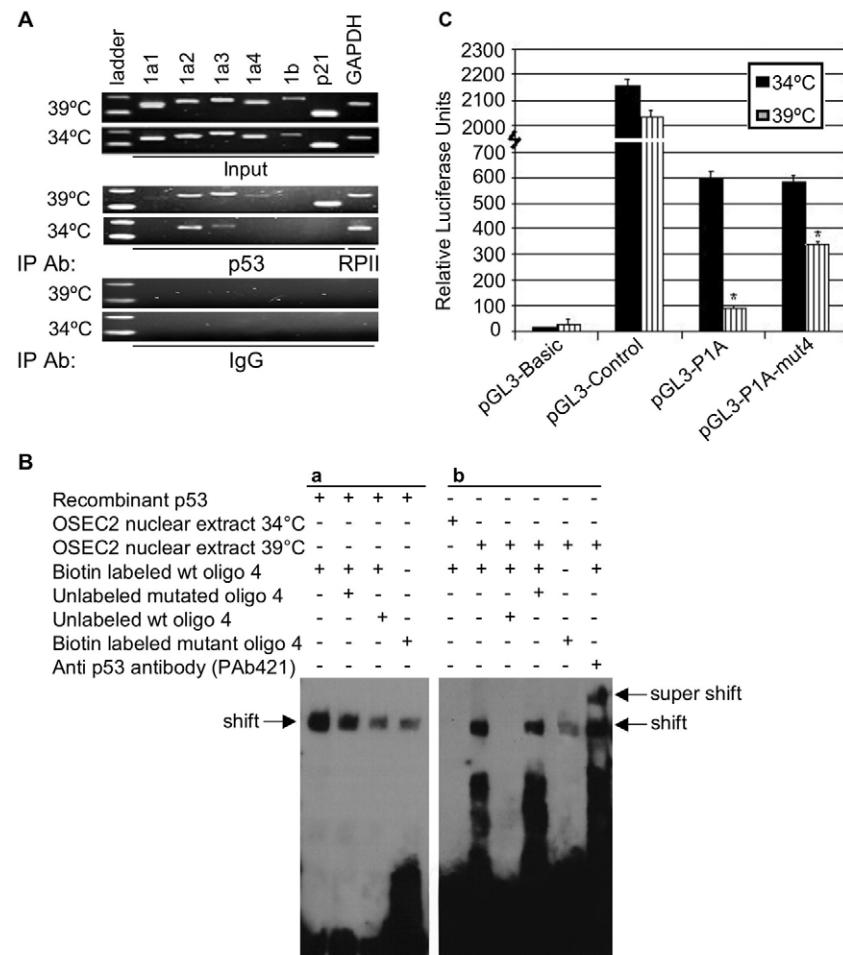 A
ladder
1a1
1a2
1a3
1a4
1b
p21
GAPDH
39ºC
34ºC
Input
39ºC
34ºC
IP Ab: p53 RPII
39ºC
34ºC
IP Ab: IgG
C
Relative Luciferase Units
2300
2200
2100
2000
600
500
400
300
200
100
0
34ºC
39ºC
*
*
pGL3-Basic
pGL3-Control
pGL3-P1A
pGL3-P1A-mut4
B
a b
Recombinant p53 + + + + - - - - - -
OSEC2 nuclear extract 34°C - - - - + - - - - -
OSEC2 nuclear extract 39°C - - - - - + + + + +
Biotin labeled wt oligo 4 + + + - + + + + - +
Unlabeled mutated oligo 4 - + - - - - - + - -
Unlabeled wt oligo 4 - - + - - - + - - -
Biotin labeled mutant oligo 4 - - - + - - - - + -
Anti p53 antibody (PAb421) - - - - - - - - - +
super shift
shift shift